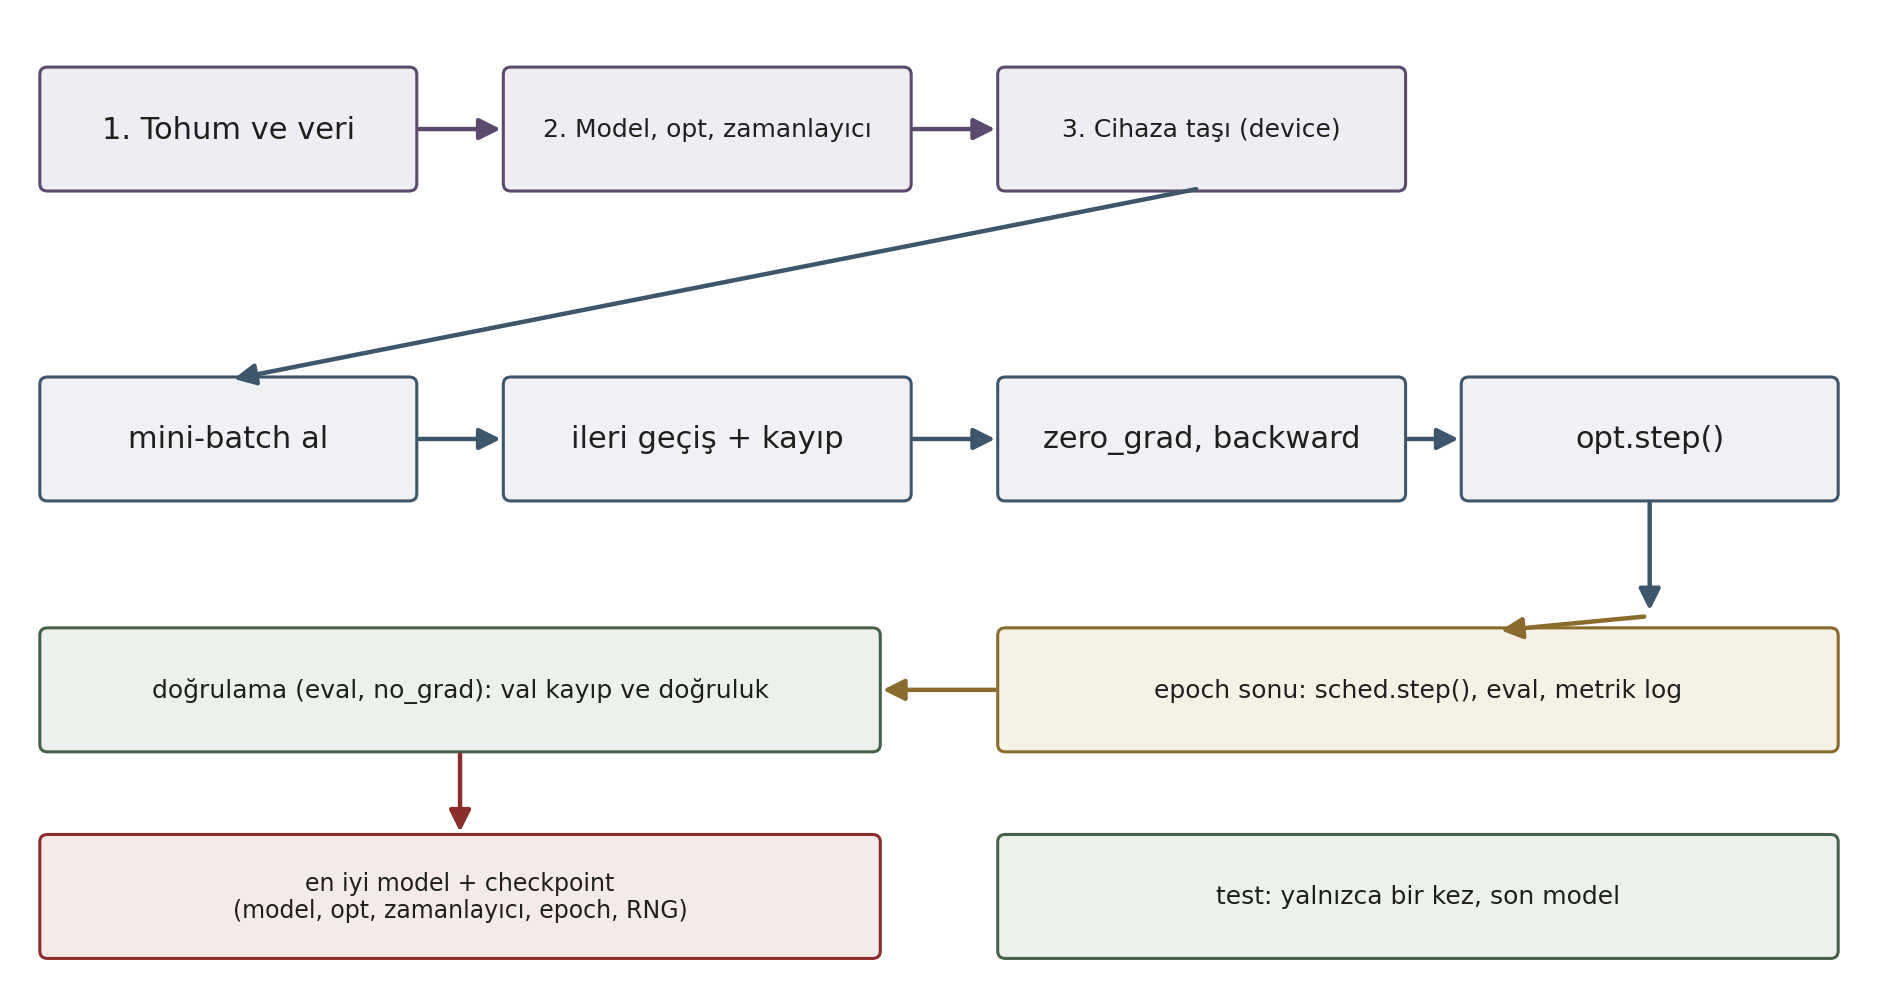 1. Tohum ve veri
2. Model, opt, zamanlayıcı
3. Cihaza taşı (device)
mini-batch al
ileri geçiş + kayıp
zero_grad, backward
opt.step()
doğrulama (eval, no_grad): val kayıp ve doğruluk
epoch sonu: sched.step(), eval, metrik log
en iyi model + checkpoint
(model, opt, zamanlayıcı, epoch, RNG)
test: yalnızca bir kez, son model